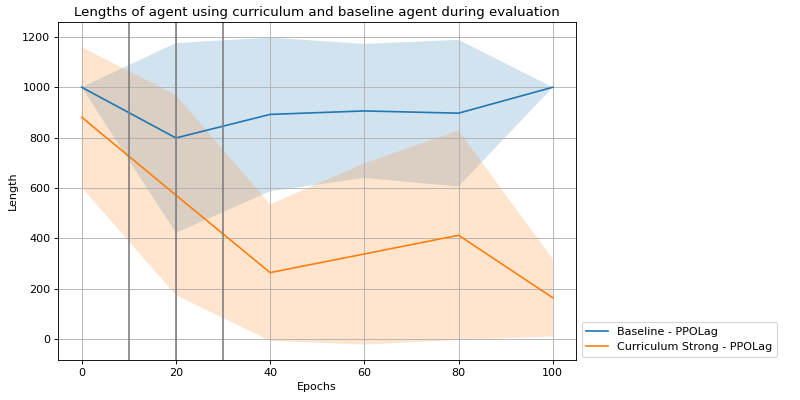 Lengths of agent using curriculum and baseline agent during evaluation
1200
1000
800
600
400
200
0
Length
0 20 40 60 80 100
Epochs
Baseline - PPOLag
Curriculum Strong - PPOLag